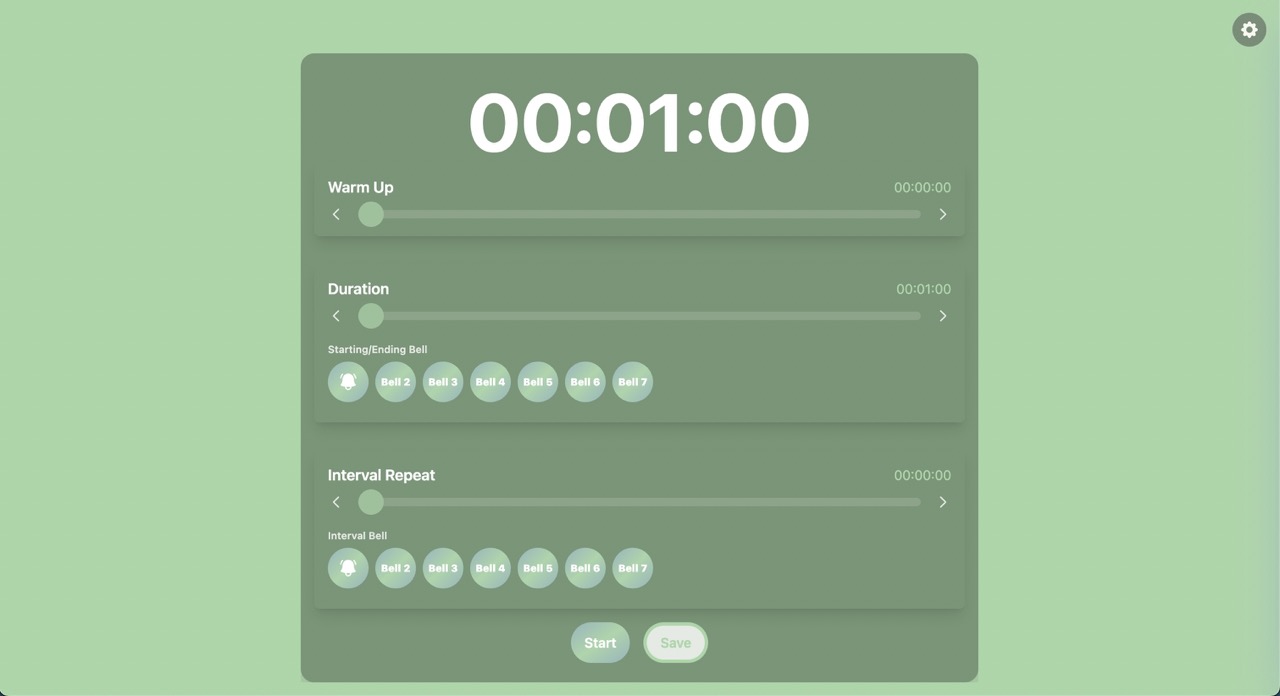 00:01:00
Warm Up 00:00:00
Duration 00:01:00
Starting/Ending Bell
Bell 2 Bell 3 Bell 4 Bell 5 Bell 6 Bell 7
Interval Repeat 00:00:00
Interval Bell
Bell 2 Bell 3 Bell 4 Bell 5 Bell 6 Bell 7
Start Save